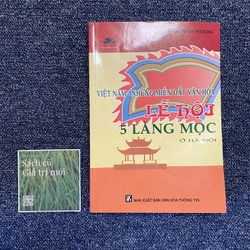 VIỆT NAM - NHỮNG MIỀN ĐẤT VĂN HÓA
LỄ HỘI
5 LÀNG MỌC
Ở HÀ NỘI
NHÀ XUẤT BẢN VĂN HÓA THÔNG TIN
Sách cũ
Giá trị mới